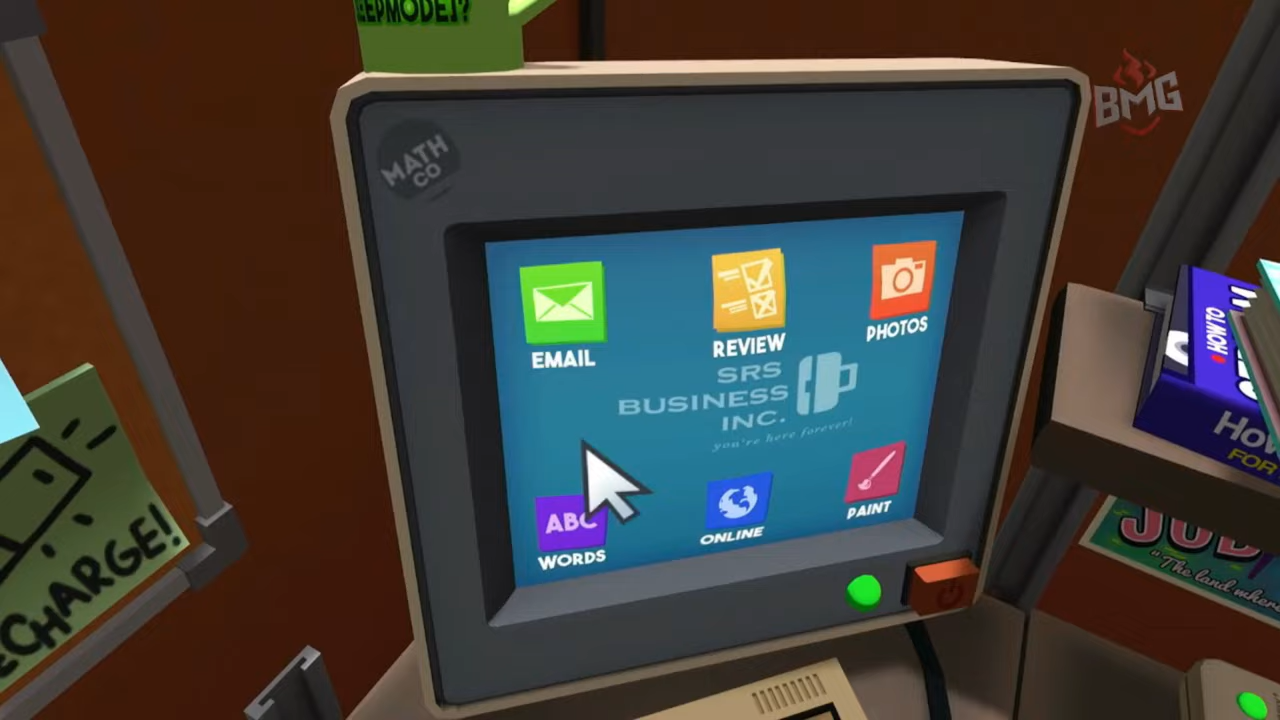 EEPMODE]?
BMG
MATH
CO
EMAIL
REVIEW
PHOTOS
SRS
BUSINESS
INC.
you're here forever!
ABC
WORDS
ONLINE
PAINT
HOW TO
HOW
FOR
ECHARGE!
JOB
"The land where